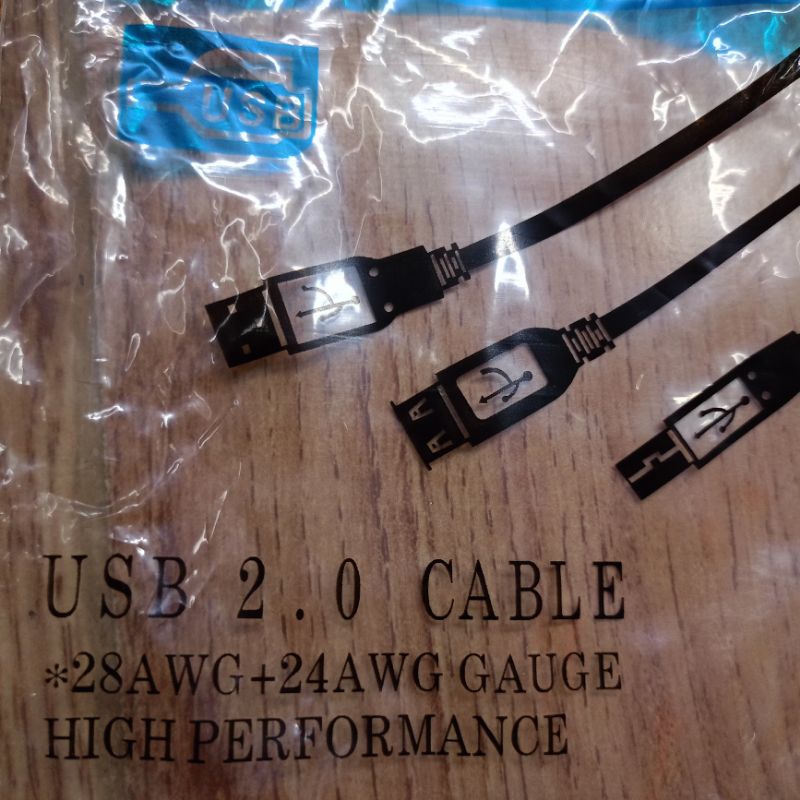 USB
USB 2.0 CABLE
*28AWG+24AWG GAUGE
HIGH PERFORMANCE